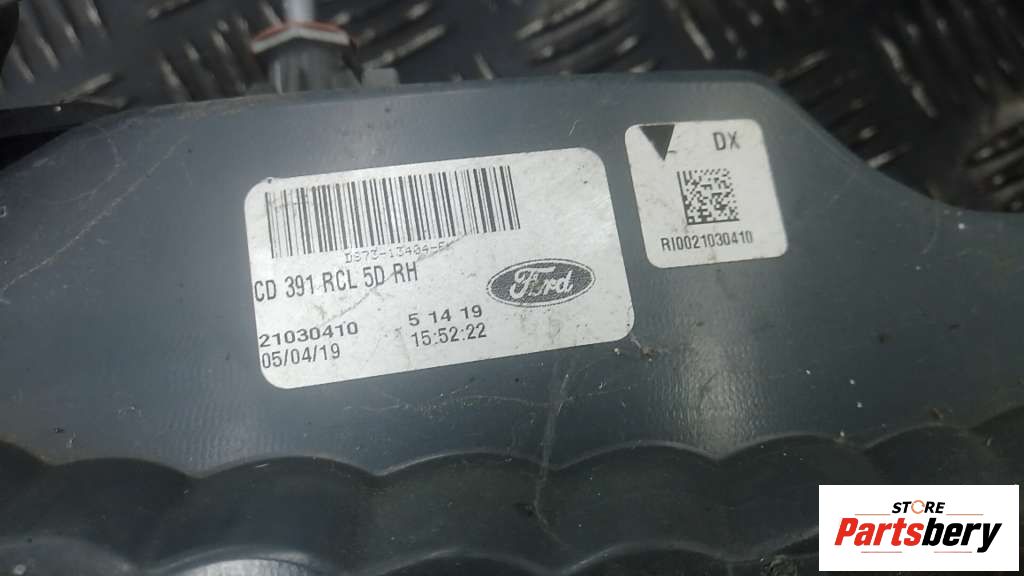 DX
RI0021030410
CD 391 RCL 5D RH
Ford
21030410
5 14 19
05/04/19
15:52:22
STORE
Partsbery